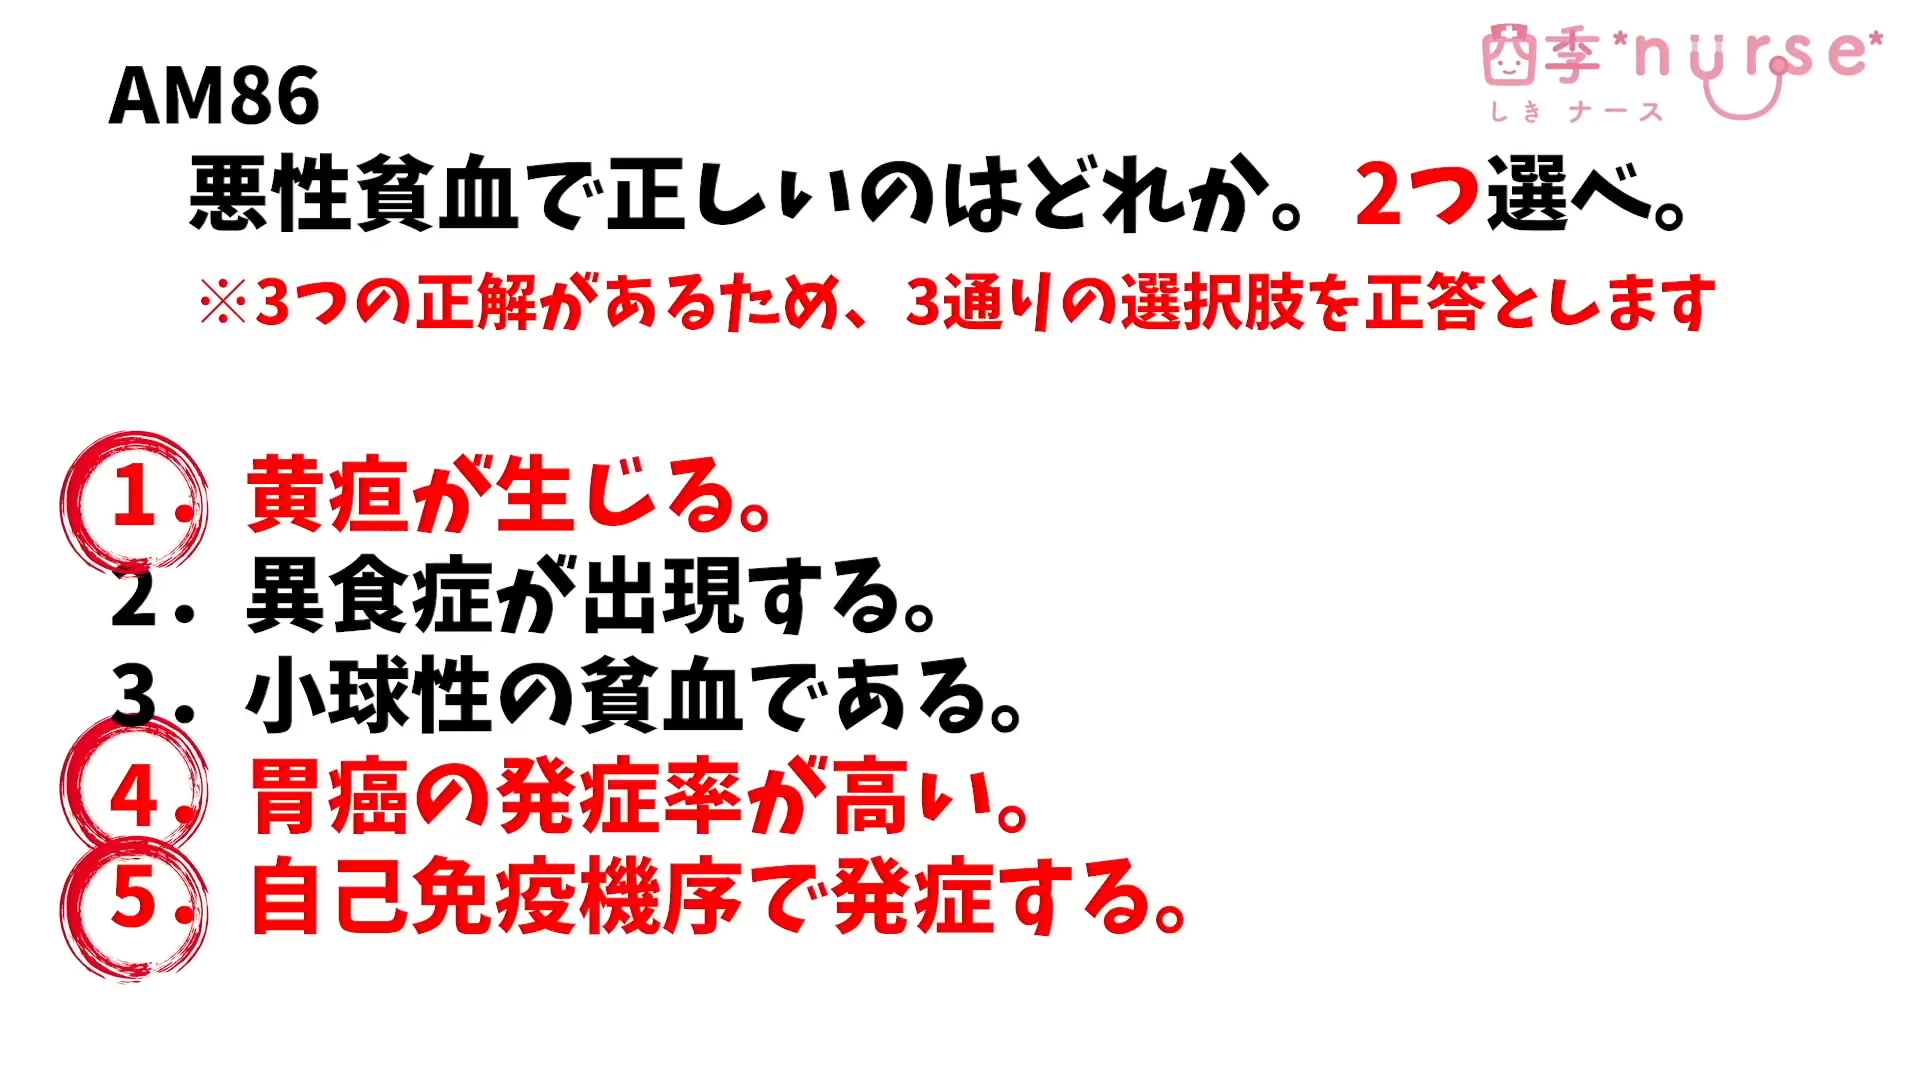 四季*nurse*
しき ナース
AM86
悪性貧血で正しいのはどれか。2つ選べ。
※3つの正解があるため、3通りの選択肢を正答とします
1. 黄疸が生じる。
2. 異食症が出現する。
3. 小球性の貧血である。
4. 胃癌の発症率が高い。
5. 自己免疫機序で発症する。